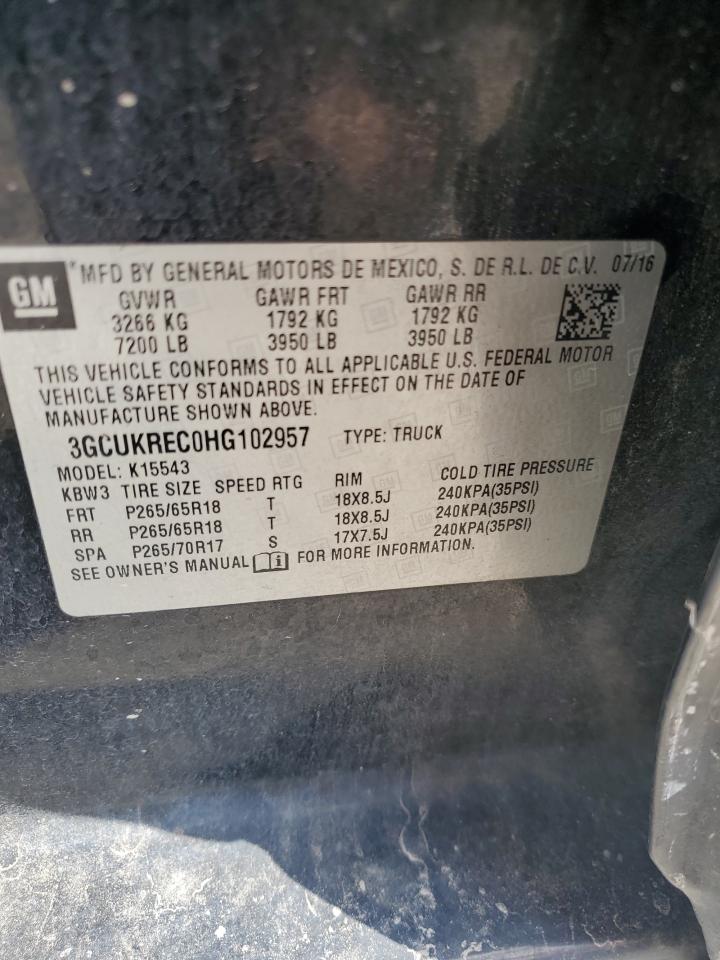 GM
*MFD BY GENERAL MOTORS DE MEXICO, S. DE R.L. DE C.V. 07/16
GVWR GAWR FRT GAWR RR
3266 KG 1792 KG 1792 KG
7200 LB 3950 LB 3950 LB
THIS VEHICLE CONFORMS TO ALL APPLICABLE U.S. FEDERAL MOTOR
VEHICLE SAFETY STANDARDS IN EFFECT ON THE DATE OF
MANUFACTURE SHOWN ABOVE.
3GCUKREC0HG102957 TYPE: TRUCK
MODEL: K15543
KBW3 TIRE SIZE SPEED RTG RIM COLD TIRE PRESSURE
FRT P265/65R18 T 18X8.5J 240KPA(35PSI)
RR P265/65R18 T 18X8.5J 240KPA(35PSI)
SPA P265/70R17 S 17X7.5J 240KPA(35PSI)
SEE OWNER'S MANUAL FOR MORE INFORMATION.